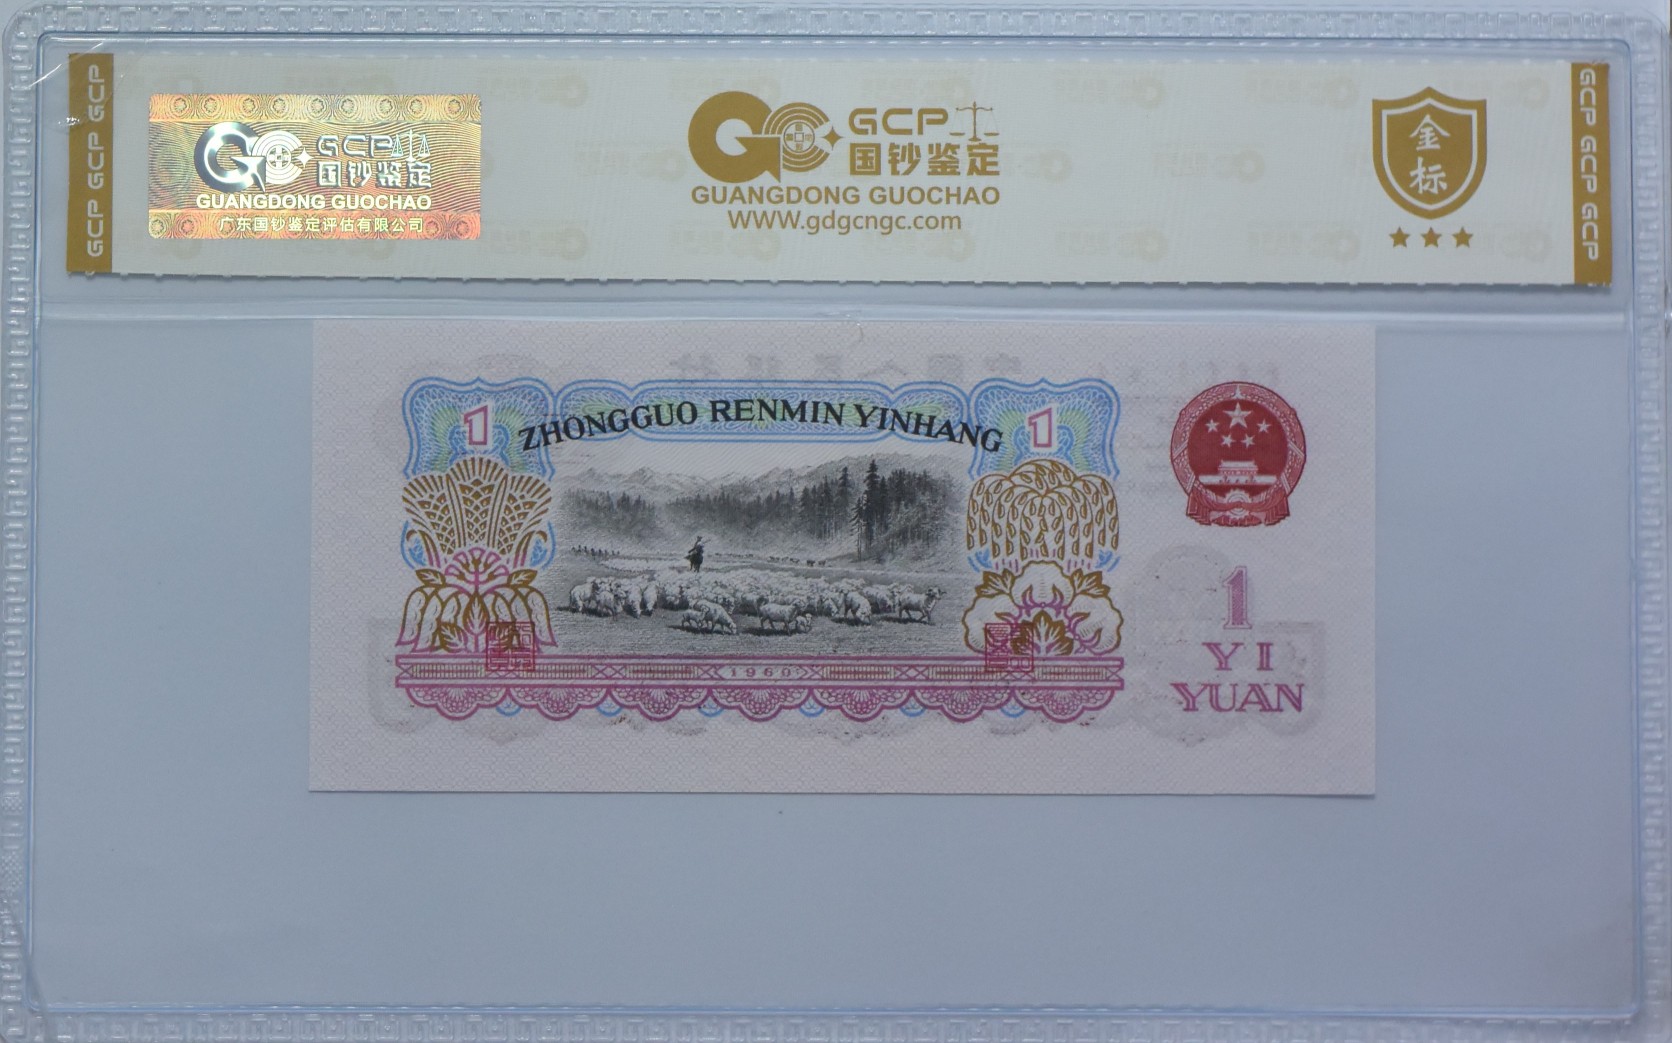 GCP GCP GCP
GCP
国钞鉴定
GUANGDONG GUOCHAO
广东国钞鉴定评估有限公司
GCP
国钞鉴定
GUANGDONG GUOCHAO
WWW.gdgcngc.com
金
标
GCP GCP GCP
1
ZHONGGUO RENMIN YINHANG
1
1960
1
YI
YUAN